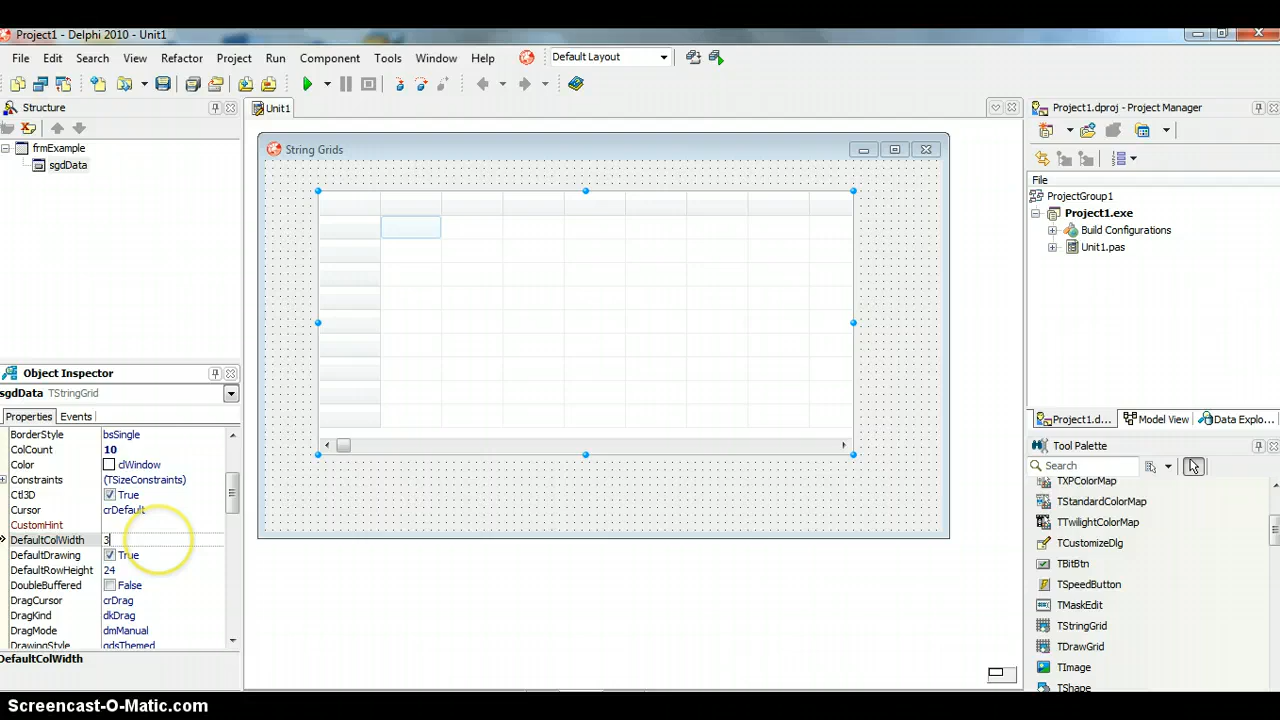 Project1 - Delphi 2010 - Unit1
File Edit Search View Refactor Project Run Component Tools Window Help Default Layout
Structure
frmExample
sgdData
Unit1
String Grids
Project1.dproj - Project Manager
File
ProjectGroup1
Project1.exe
Build Configurations
Unit1.pas
Project1.d... Model View Data Explo...
Object Inspector
sgdData TStringGrid
Properties Events
BorderStyle bsSingle
ColCount 10
Color clWindow
Constraints (TSizeConstraints)
Ctl3D True
Cursor crDefault
CustomHint
DefaultColWidth 3
DefaultDrawing True
DefaultRowHeight 24
DoubleBuffered False
DragCursor crDrag
DragKind dkDrag
DragMode dmManual
DrawingStyle gdsThemed
DefaultColWidth
Tool Palette
Search
TXPColorMap
TStandardColorMap
TTwilightColorMap
TCustomizeDlg
TBitBtn
TSpeedButton
TMaskEdit
TStringGrid
TDrawGrid
TImage
TShape
Screencast-O-Matic.com